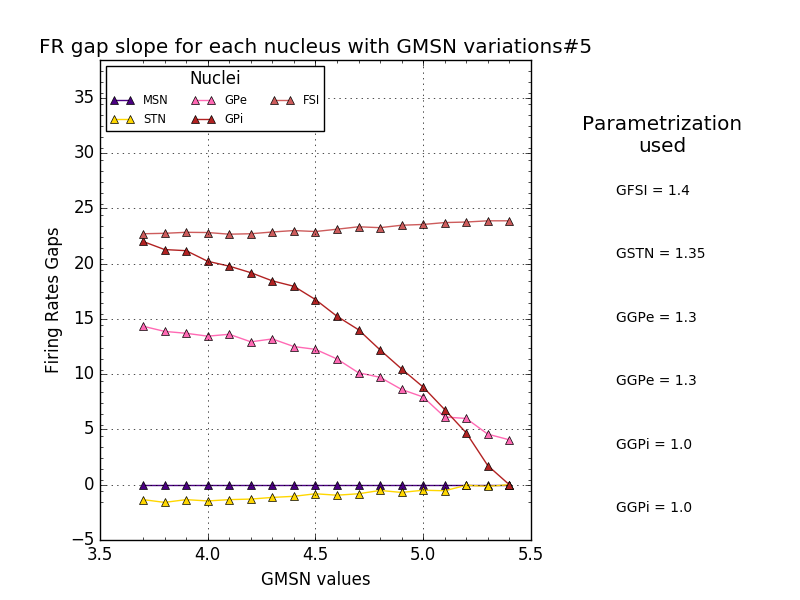 FR gap slope for each nucleus with GMSN variations#5
Nuclei
MSN GPe FSI
STN GPi
35
30
25
20
15
10
5
0
−5
3.5 4.0 4.5 5.0 5.5
Firing Rates Gaps
GMSN values
Parametrization
used
GFSI = 1.4
GSTN = 1.35
GGPe = 1.3
GGPe = 1.3
GGPi = 1.0
GGPi = 1.0